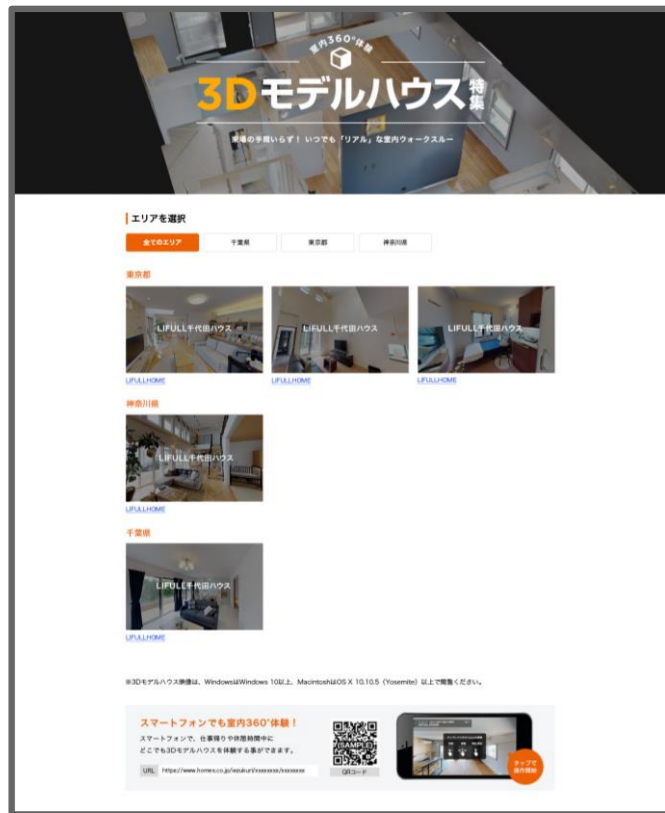 室内360°体験
3Dモデルハウス特集
来場の手間いらず! いつでも「リアル」な室内ウォークスルー
エリアを選択
全てのエリア
千葉県
東京都
神奈川県
東京都
LIFULL千代田ハウス
LIFULL千代田ハウス
LIFULL千代田ハウス
LIFULLHOME
LIFULLHOME
LIFULLHOME
神奈川県
LIFULL千代田ハウス
LIFULLHOME
千葉県
LIFULL千代田ハウス
LIFULLHOME
※3Dモデルハウス映像は、WindowsはWindows 10以上、MacintoshはOS X 10.10.5(Yosemite)以上で閲覧ください。
スマートフォンでも室内360°体験!
スマートフォンで、仕事帰りや休憩時間中に
どこでも3Dモデルハウスを体験する事ができます。
URL https://www.homes.co.jp/iezukuri/xxxxxxxx/xxxxxxxx
(SAMPLE)
QRコード
タップで
操作開始